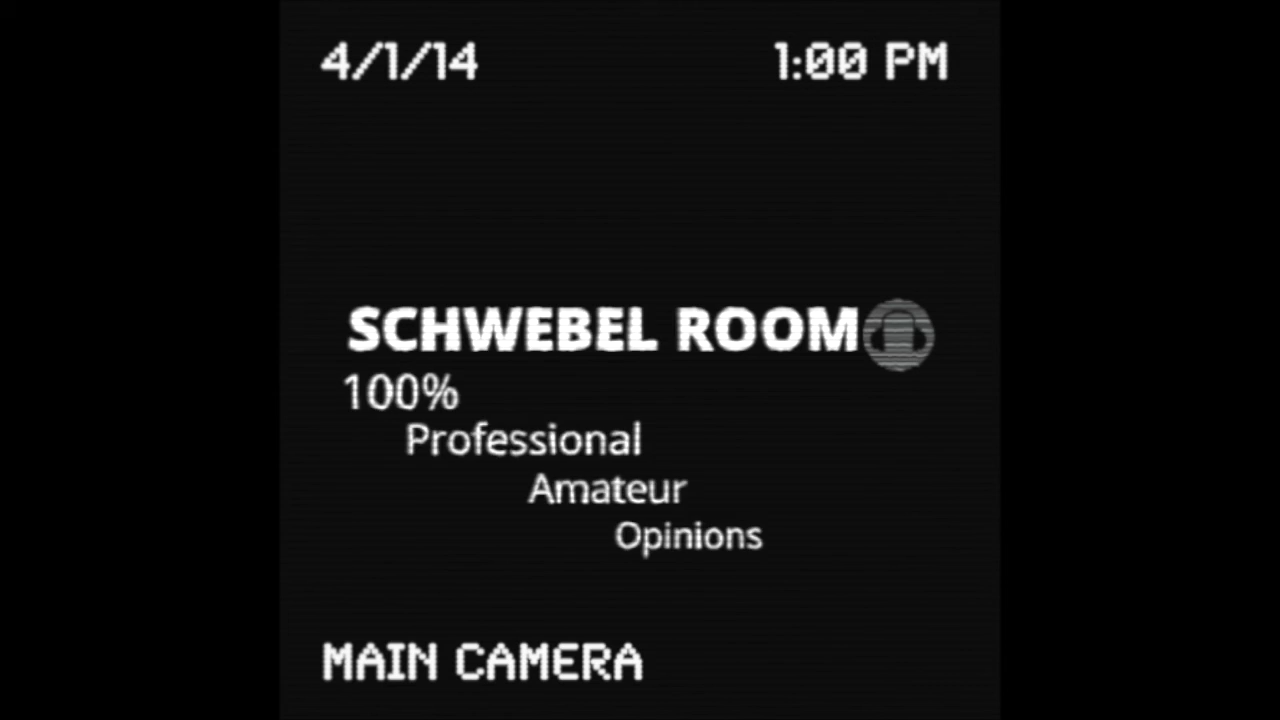 4/1/14 1:00 PM
SCHWEBEL ROOM
100%
Professional
Amateur
Opinions
MAIN CAMERA